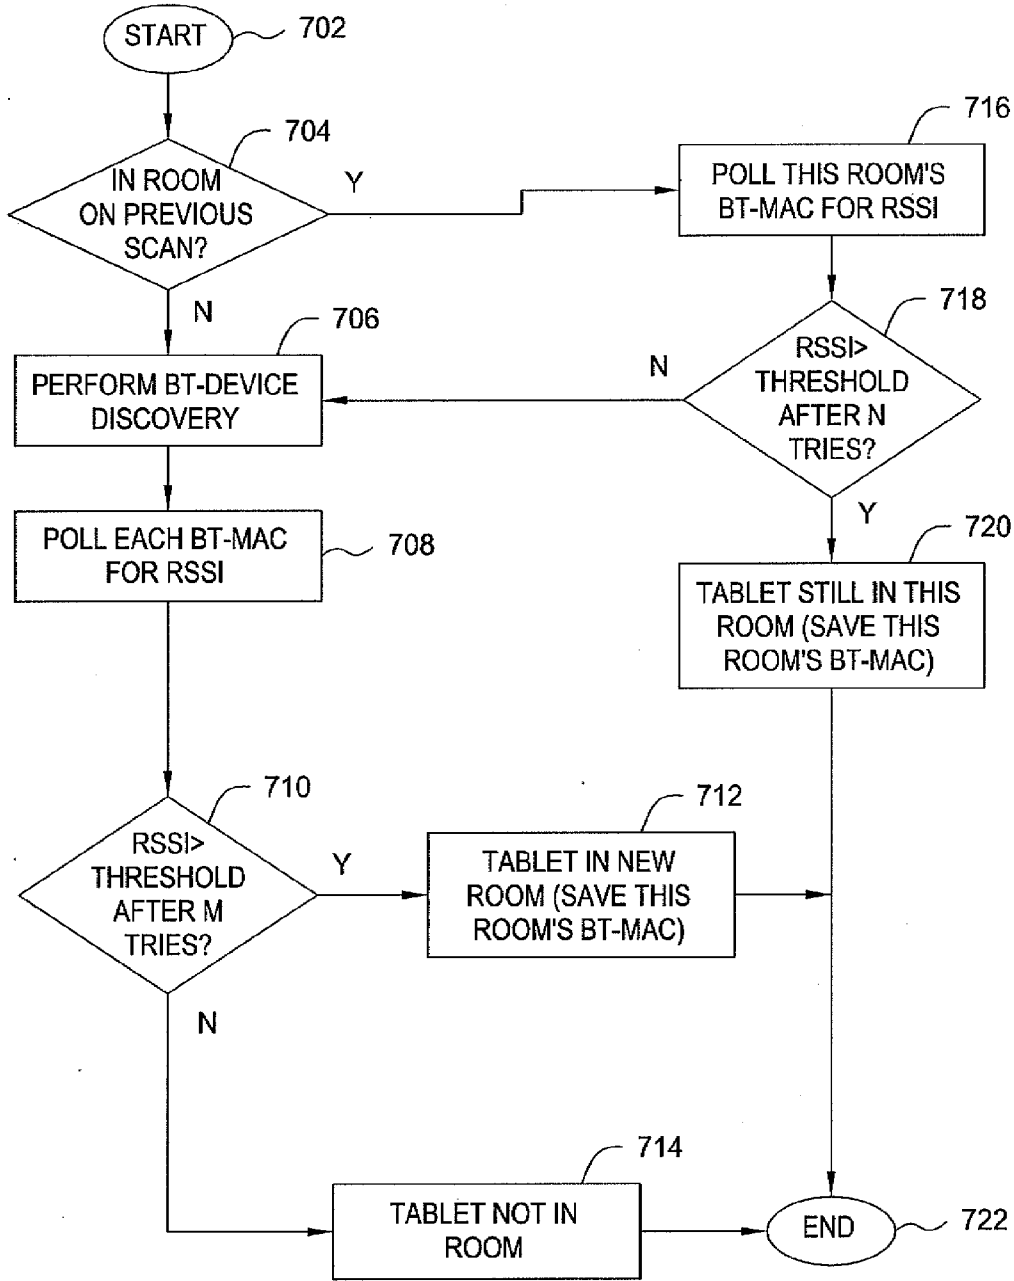 START
702
704
IN ROOM
ON PREVIOUS
SCAN?
Y
N
716
POLL THIS ROOM'S
BT-MAC FOR RSSI
718
RSSI>
THRESHOLD
AFTER N
TRIES?
N
Y
706
PERFORM BT-DEVICE
DISCOVERY
POLL EACH BT-MAC
FOR RSSI
708
720
TABLET STILL IN THIS
ROOM (SAVE THIS
ROOM'S BT-MAC)
710
RSSI>
THRESHOLD
AFTER M
TRIES?
Y
N
712
TABLET IN NEW
ROOM (SAVE THIS
ROOM'S BT-MAC)
714
TABLET NOT IN
ROOM
END
722